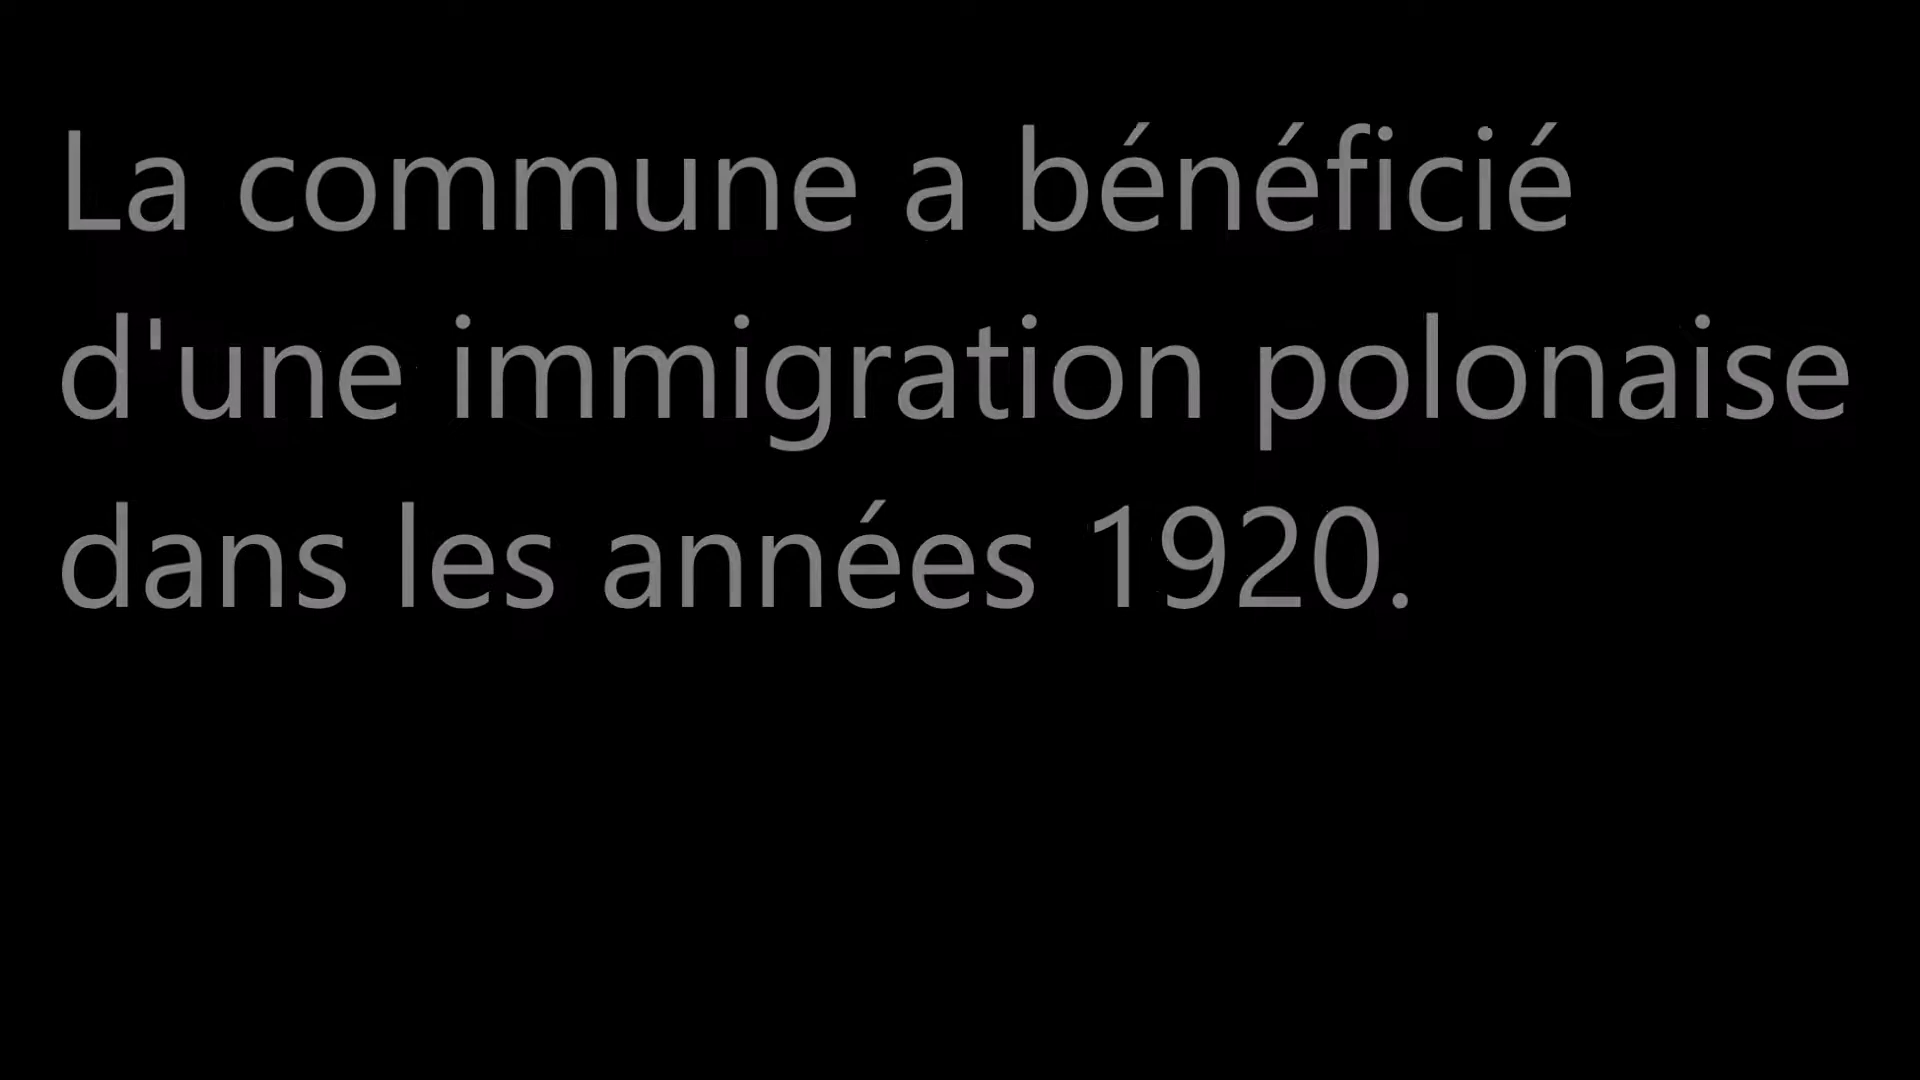 La commune a bénéficié
d'une immigration polonaise
dans les années 1920.